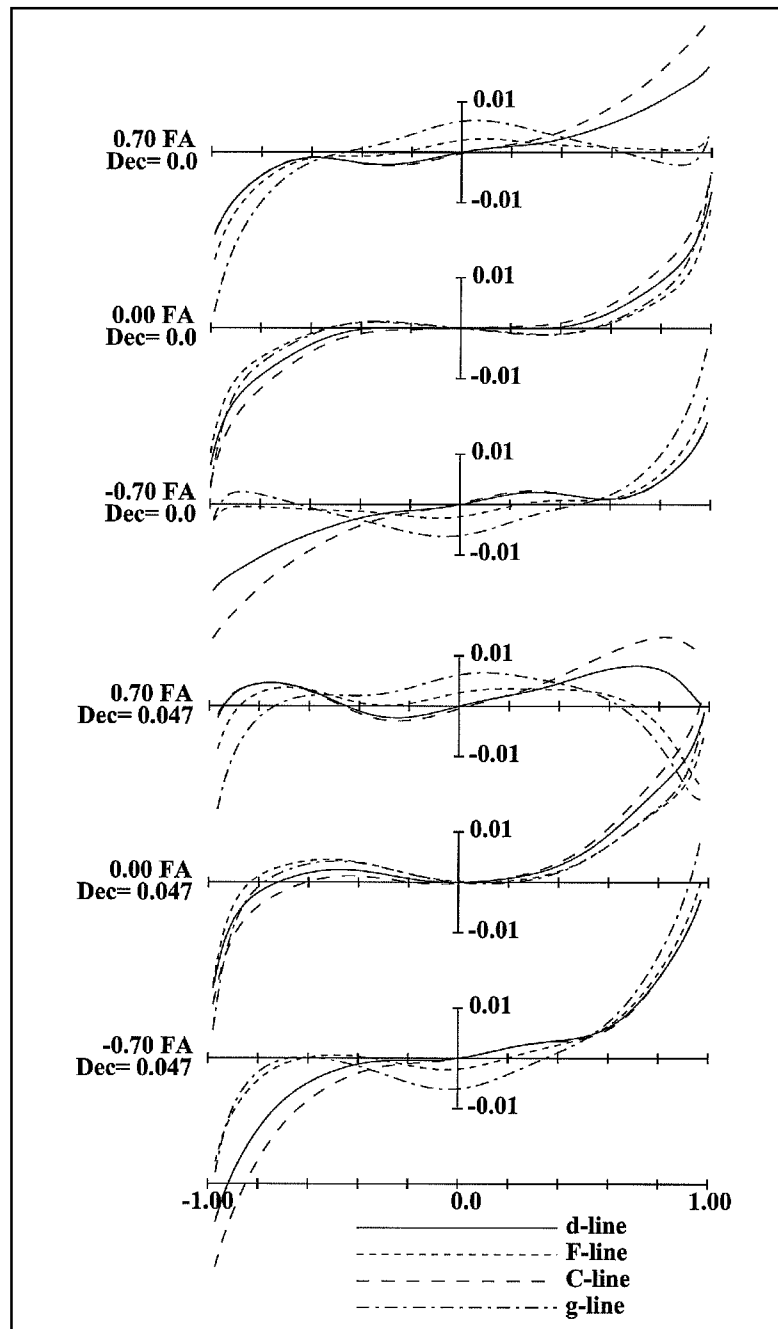 0.01
0.70 FA
Dec= 0.0
-0.01
0.01
0.00 FA
Dec= 0.0
-0.01
0.01
-0.70 FA
Dec= 0.0
-0.01
0.01
0.70 FA
Dec= 0.047
-0.01
0.01
0.00 FA
Dec= 0.047
-0.01
0.01
-0.70 FA
Dec= 0.047
-0.01
-1.00 0.0 1.00
d-line
F-line
C-line
g-line